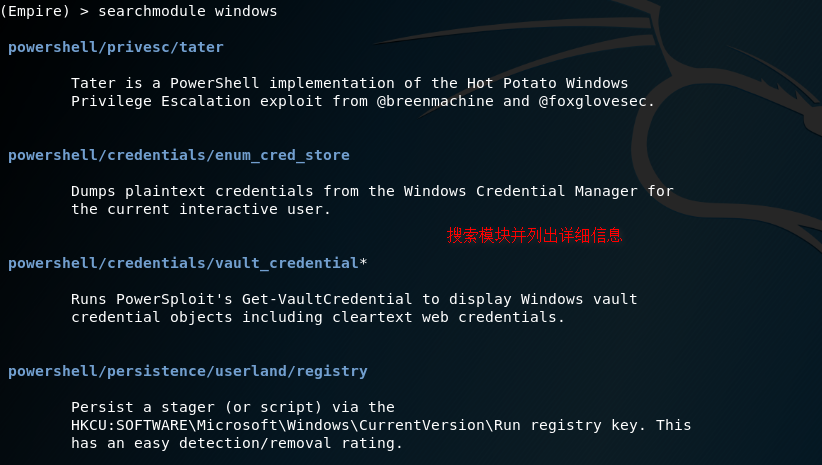 (Empire) > searchmodule windows
powershell/privesc/tater
Tater is a PowerShell implementation of the Hot Potato Windows
Privilege Escalation exploit from @breenmachine and @foxglovesec.
powershell/credentials/enum_cred_store
Dumps plaintext credentials from the Windows Credential Manager for
the current interactive user.
搜索模块并列出详细信息
powershell/credentials/vault_credential*
Runs PowerSploit's Get-VaultCredential to display Windows vault
credential objects including cleartext web credentials.
powershell/persistence/userland/registry
Persist a stager (or script) via the
HKCU:SOFTWARE\Microsoft\Windows\CurrentVersion\Run registry key. This
has an easy detection/removal rating.